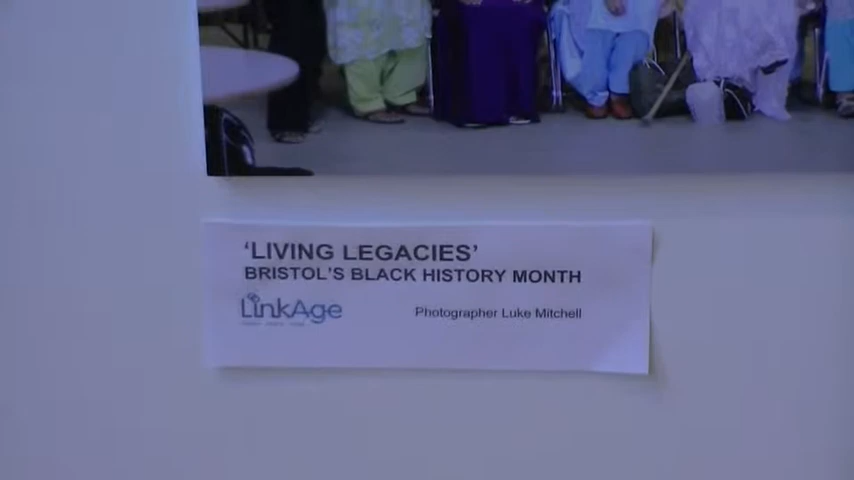 ‘LIVING LEGACIES’
BRISTOL’S BLACK HISTORY MONTH
LinkAge
Photographer Luke Mitchell